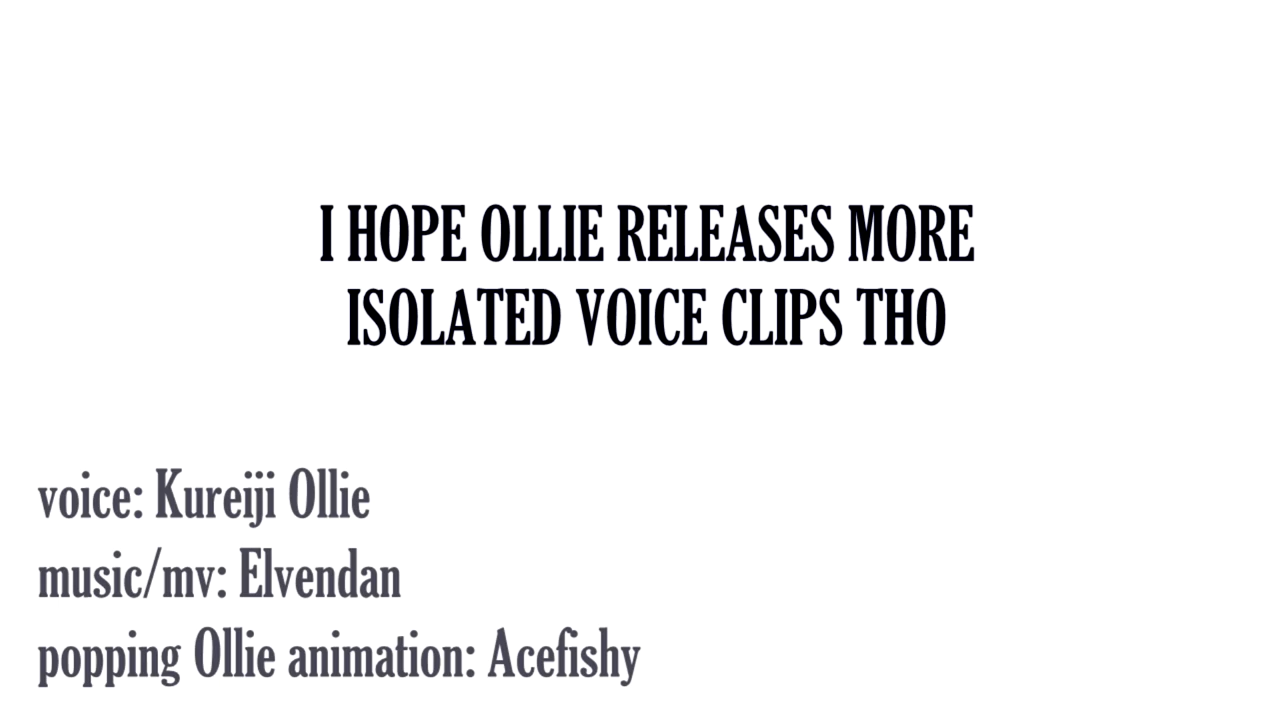 I HOPE OLLIE RELEASES MORE
ISOLATED VOICE CLIPS THO
voice: Kureiji Ollie
music/mv: Elvendan
popping Ollie animation: Acefishy